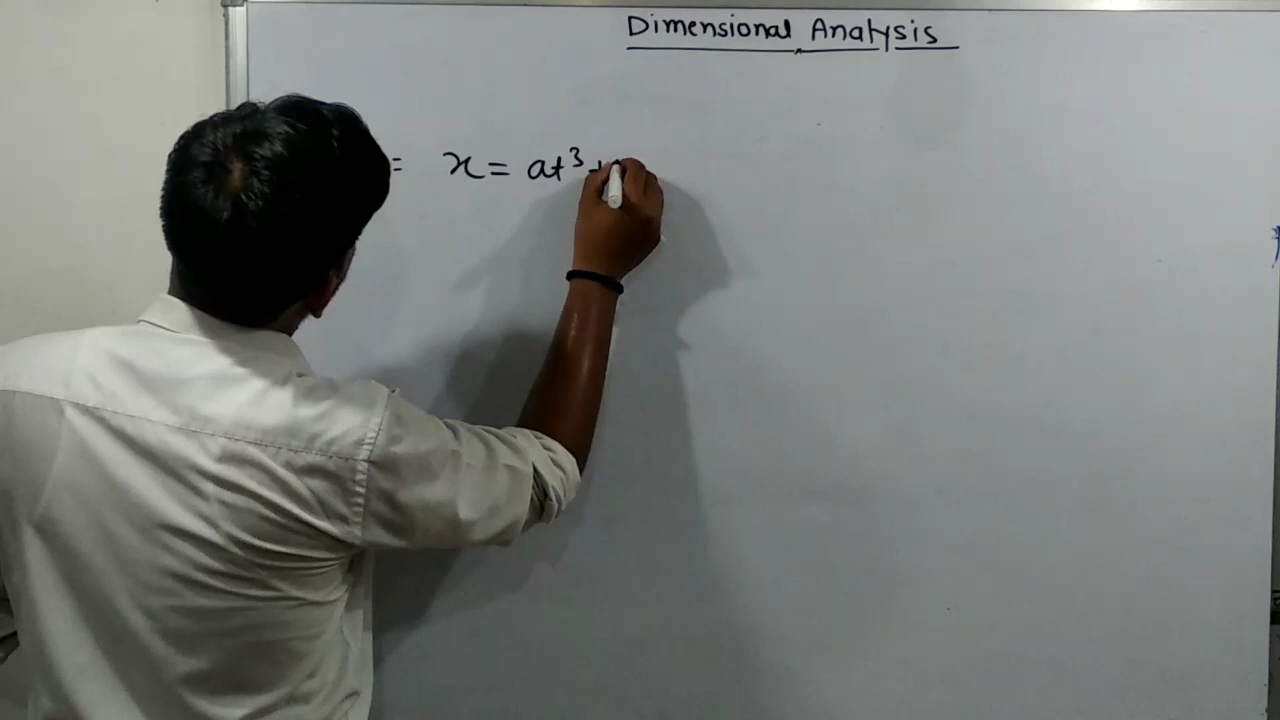 Dimensional Analysis
= x = at³ +